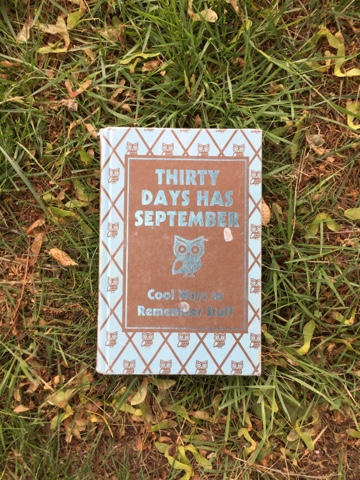 THIRTY
DAYS HAS
SEPTEMBER
Cool Ways to
Remember Stuff